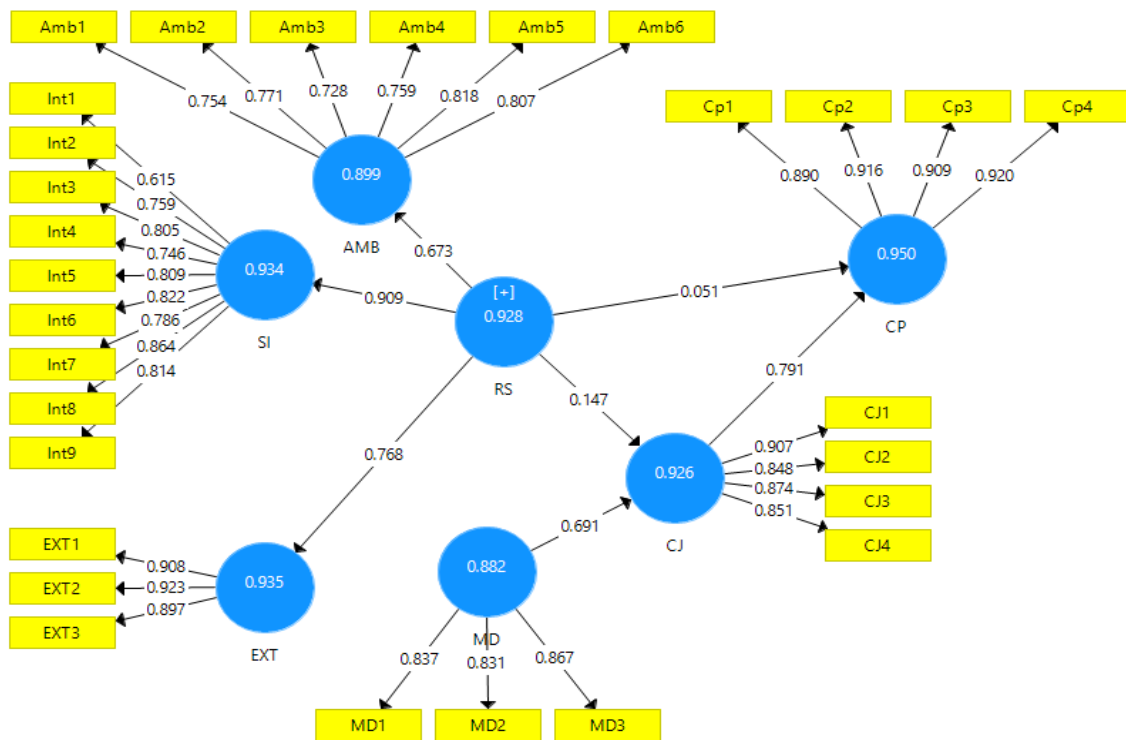 Amb1 Amb2 Amb3 Amb4 Amb5 Amb6
0.754 0.771 0.728 0.759 0.818 0.807
0.899
AMB
Int1
Int2
Int3
Int4
Int5
Int6
Int7
Int8
Int9
0.615
0.759
0.805
0.746
0.809
0.822
0.786
0.864
0.814
0.934
SI
Cp1 Cp2 Cp3 Cp4
0.890 0.916 0.909 0.920
0.950
CP
0.673
0.909
[+]
0.928
RS
0.051
0.147
0.791
0.768
CJ1
CJ2
CJ3
CJ4
0.907
0.848
0.874
0.851
0.926
CJ
0.691
EXT1
EXT2
EXT3
0.908
0.923
0.897
0.935
EXT
0.882
MD
0.837 0.831 0.867
MD1 MD2 MD3